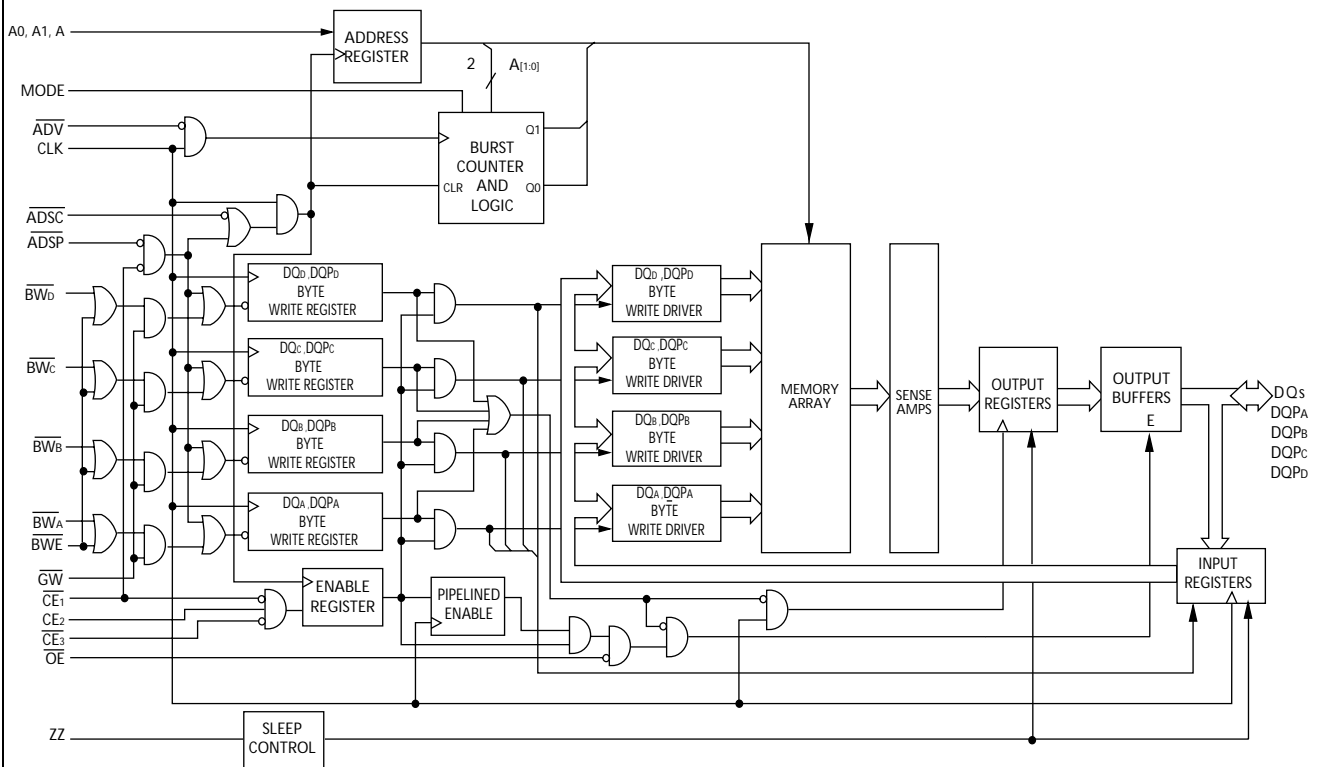 A0, A1, A
ADDRESS
REGISTER
2
A[1:0]
MODE
ADV
CLK
BURST
COUNTER
AND
LOGIC
Q1
CLR
Q0
ADSC
ADSP
DQD ,DQPD
BYTE
WRITE REGISTER
DQD ,DQPD
BYTE
WRITE DRIVER
BWD
DQC ,DQPC
BYTE
WRITE REGISTER
DQC ,DQPC
BYTE
WRITE DRIVER
BWC
MEMORY
ARRAY
SENSE
AMPS
OUTPUT
REGISTERS
OUTPUT
BUFFERS
E
DQs
DQPA
DQPB
DQPC
DQPD
DQB ,DQPB
BYTE
WRITE REGISTER
DQB ,DQPB
BYTE
WRITE DRIVER
BWB
DQA ,DQPA
BYTE
WRITE REGISTER
DQA ,DQPA
BYTE
WRITE DRIVER
BWA
BWE
GW
CE1
CE2
CE3
OE
ENABLE
REGISTER
PIPELINED
ENABLE
INPUT
REGISTERS
ZZ
SLEEP
CONTROL